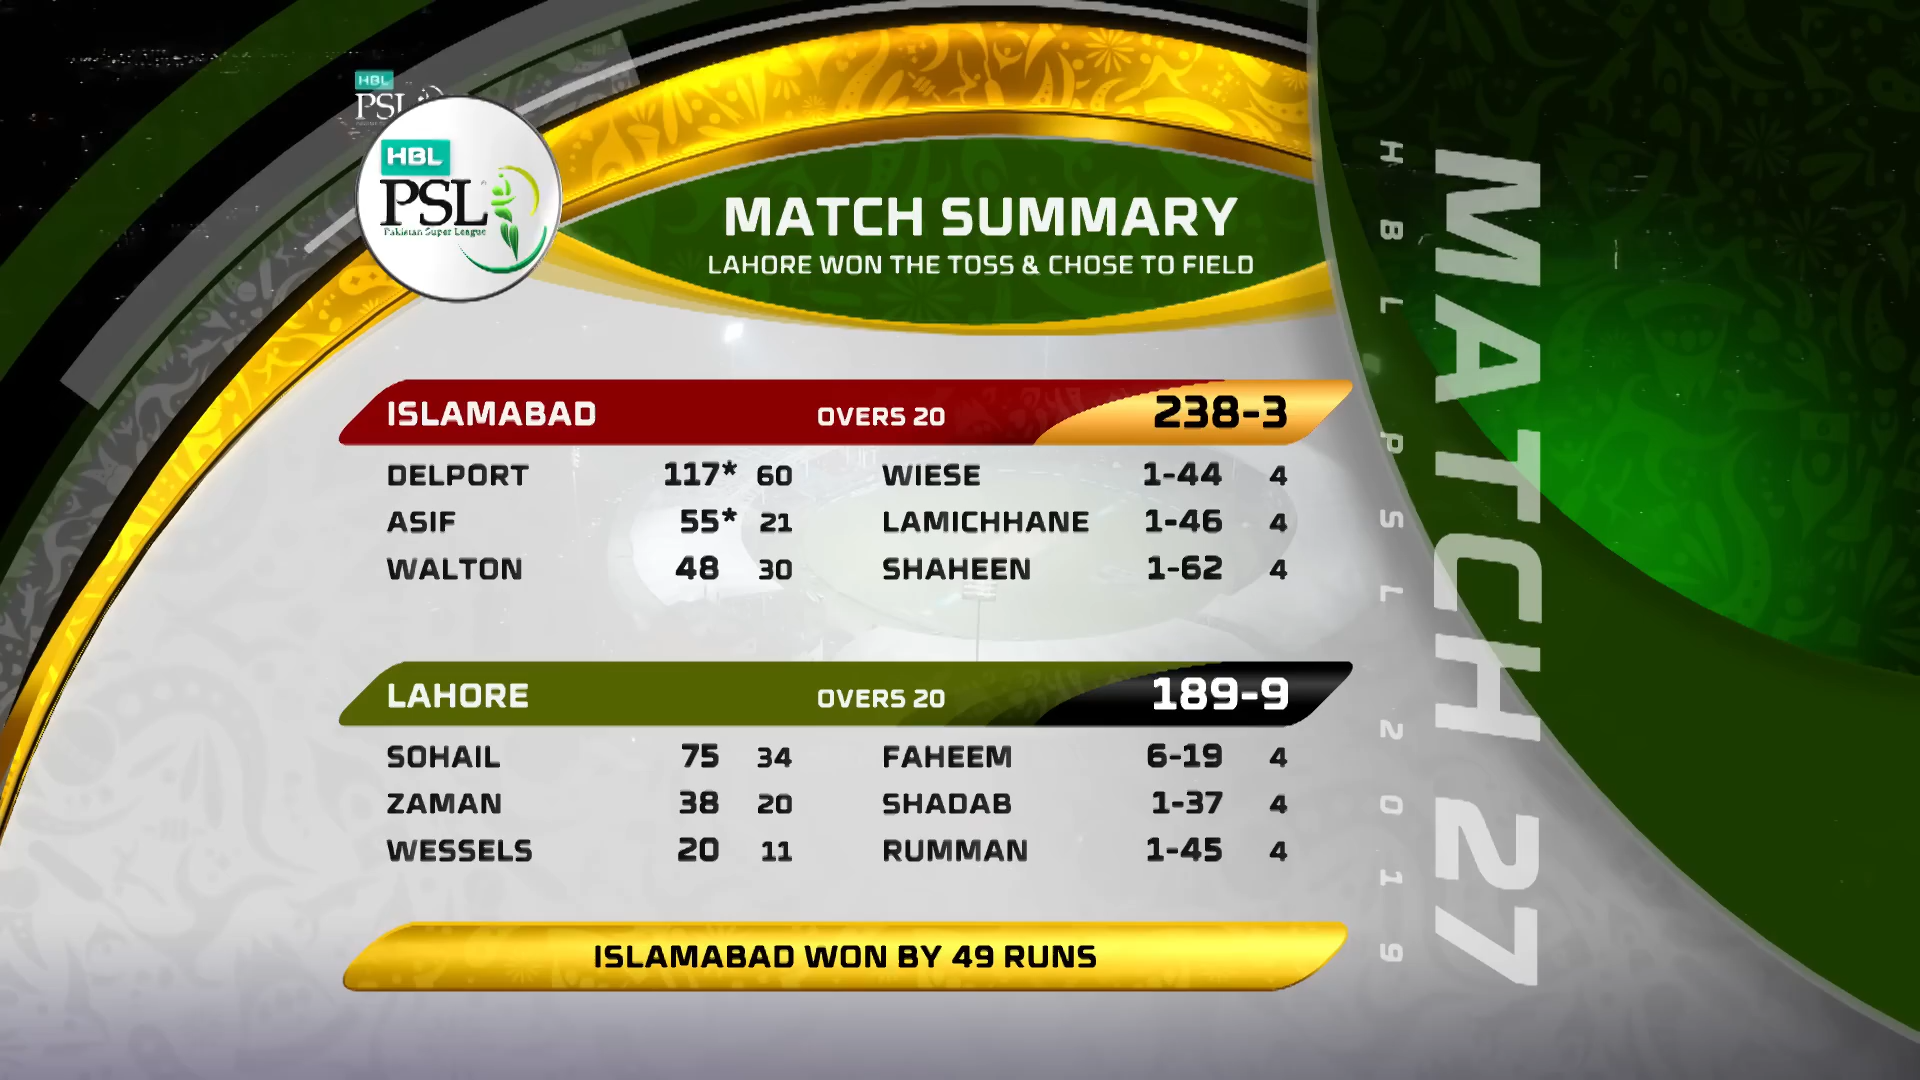 HBL
PSL
HBL
PSL
Pakistan Super League
MATCH SUMMARY
LAHORE WON THE TOSS & CHOSE TO FIELD
ISLAMABAD OVERS 20 238-3
DELPORT 117* 60 WIESE 1-44 4
ASIF 55* 21 LAMICHHANE 1-46 4
WALTON 48 30 SHAHEEN 1-62 4
LAHORE OVERS 20 189-9
SOHAIL 75 34 FAHEEM 6-19 4
ZAMAN 38 20 SHADAB 1-37 4
WESSELS 20 11 RUMMAN 1-45 4
ISLAMABAD WON BY 49 RUNS
HBL PSL 2019
MATCH 27